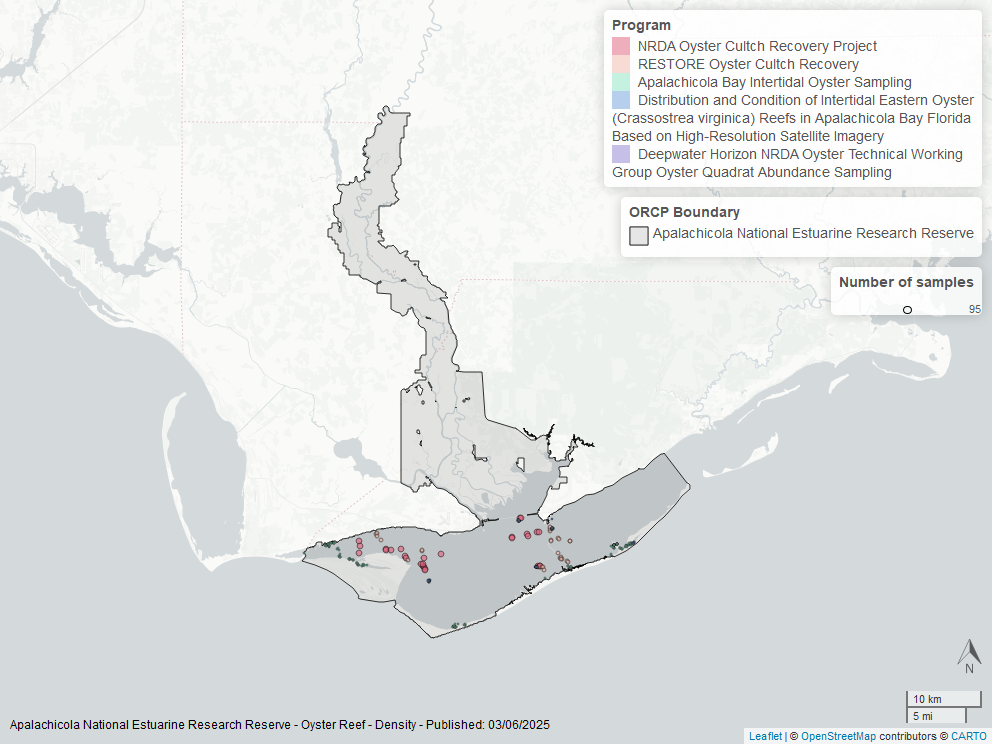 Program
NRDA Oyster Cultch Recovery Project
RESTORE Oyster Cultch Recovery
Apalachicola Bay Intertidal Oyster Sampling
Distribution and Condition of Intertidal Eastern Oyster
(Crassostrea virginica) Reefs in Apalachicola Bay Florida
Based on High-Resolution Satellite Imagery
Deepwater Horizon NRDA Oyster Technical Working
Group Oyster Quadrat Abundance Sampling
ORCP Boundary
Apalachicola National Estuarine Research Reserve
Number of samples
95
N
10 km
5 mi
Apalachicola National Estuarine Research Reserve - Oyster Reef - Density - Published: 03/06/2025
Leaflet | © OpenStreetMap contributors © CARTO